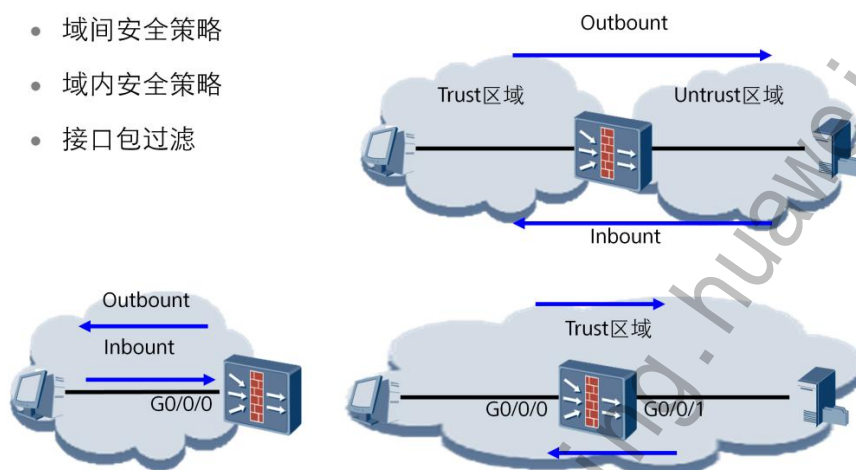 域间安全策略
域内安全策略
接口包过滤
Outbount
Trust区域
Untrust区域
Inbount
Outbount
Inbount
G0/0/0
Trust区域
G0/0/0
G0/0/1
ing.huawei